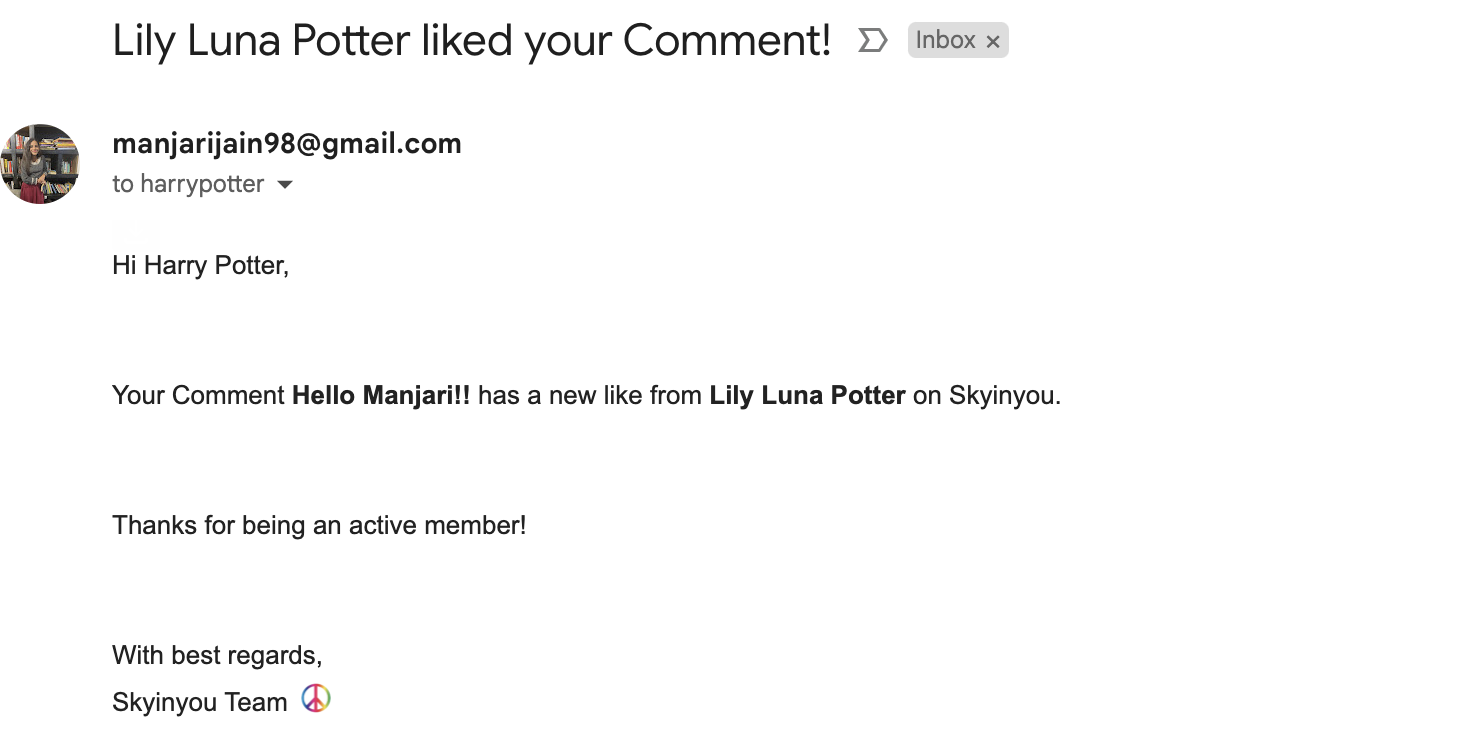 Lily Luna Potter liked your Comment! Inbox ×
manjarijain98@gmail.com
to harrypotter
Hi Harry Potter,
Your Comment Hello Manjari!! has a new like from Lily Luna Potter on Skyinyou.
Thanks for being an active member!
With best regards,
Skyinyou Team